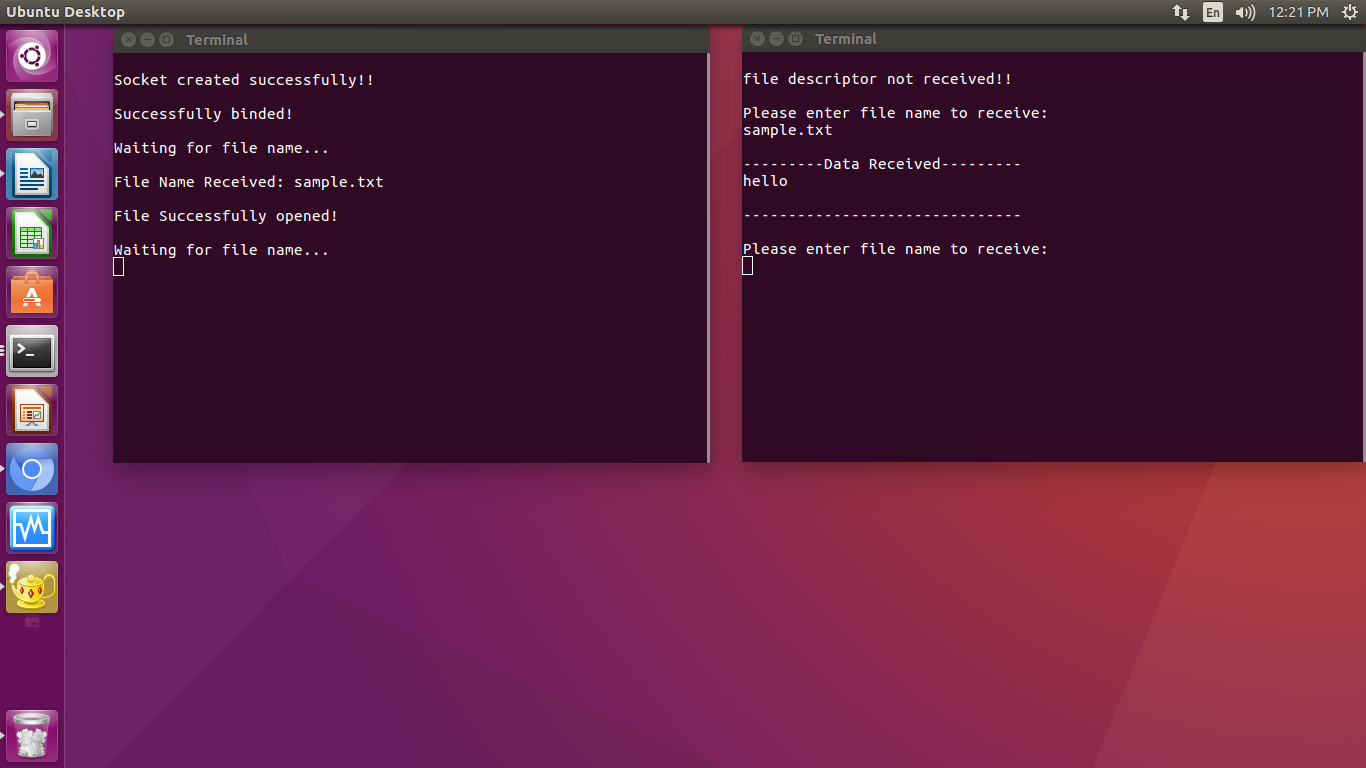 Ubuntu Desktop
En
12:21 PM
Terminal
Socket created successfully!!
Successfully binded!
Waiting for file name...
File Name Received: sample.txt
File Successfully opened!
Waiting for file name...
Terminal
file descriptor not received!!
Please enter file name to receive:
sample.txt
---------Data Received---------
hello
-------------------------------
Please enter file name to receive: